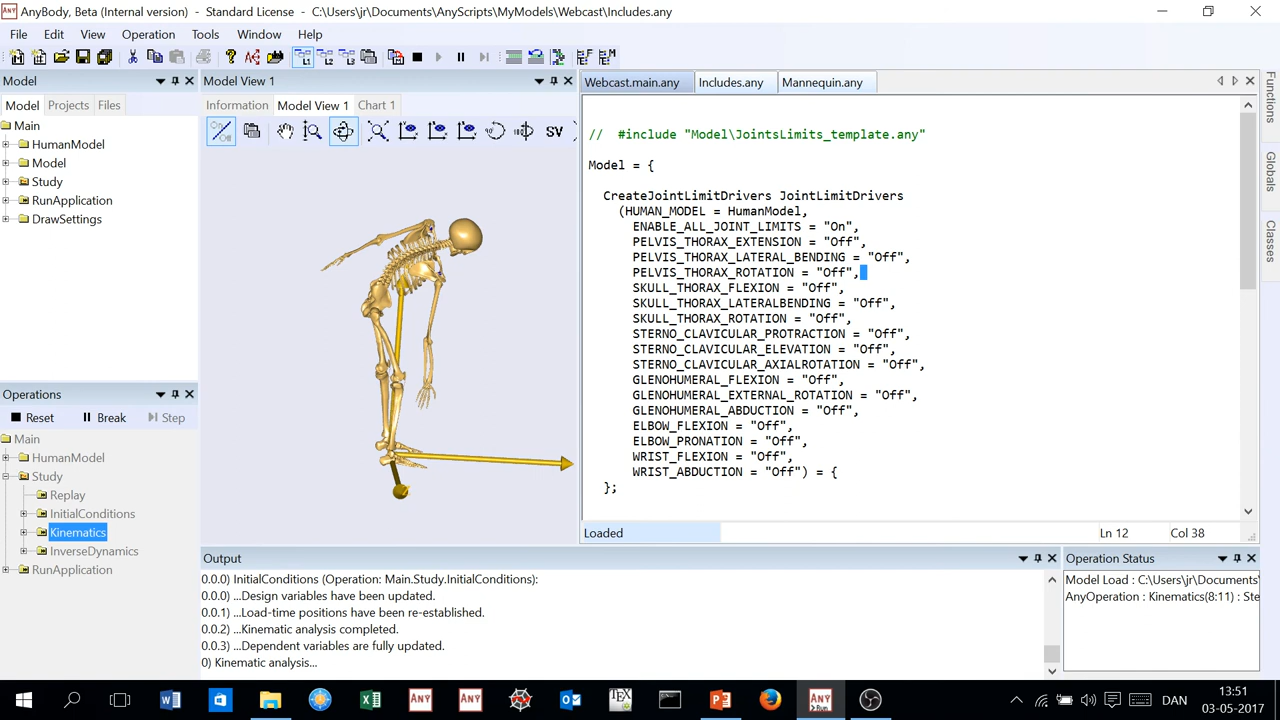 AnyBody, Beta (Internal version) - Standard License - C:\Users\jr\Documents\AnyScripts\MyModels\Webcast\Includes.any
File Edit View Operation Tools Window Help
Model
Model Projects Files
Main
HumanModel
Model
Study
RunApplication
DrawSettings
Operations
Reset Break Step
Main
HumanModel
Study
Replay
InitialConditions
Kinematics
InverseDynamics
RunApplication
Model View 1
Information Model View 1 Chart 1
SV
Webcast.main.any Includes.any Mannequin.any
// #include "Model\JointsLimits_template.any"
Model = {
CreateJointLimitDrivers JointLimitDrivers
(HUMAN_MODEL = HumanModel,
ENABLE_ALL_JOINT_LIMITS = "On",
PELVIS_THORAX_EXTENSION = "Off",
PELVIS_THORAX_LATERAL_BENDING = "Off",
PELVIS_THORAX_ROTATION = "Off",
SKULL_THORAX_FLEXION = "Off",
SKULL_THORAX_LATERALBENDING = "Off",
SKULL_THORAX_ROTATION = "Off",
STERNO_CLAVICULAR_PROTRACTION = "Off",
STERNO_CLAVICULAR_ELEVATION = "Off",
STERNO_CLAVICULAR_AXIALROTATION = "Off",
GLENOHUMERAL_FLEXION = "Off",
GLENOHUMERAL_EXTERNAL_ROTATION = "Off",
GLENOHUMERAL_ABDUCTION = "Off",
ELBOW_FLEXION = "Off",
ELBOW_PRONATION = "Off",
WRIST_FLEXION = "Off",
WRIST_ABDUCTION = "Off") = {
};
Loaded Ln 12 Col 38
Functions
Globals
Classes
Output
0.0.0) InitialConditions (Operation: Main.Study.InitialConditions):
0.0.0) ...Design variables have been updated.
0.0.1) ...Load-time positions have been re-established.
0.0.2) ...Kinematic analysis completed.
0.0.3) ...Dependent variables are fully updated.
0) Kinematic analysis...
Operation Status
Model Load : C:\Users\jr\Documents\
AnyOperation : Kinematics(8:11) : Ste
DAN
13:51
03-05-2017